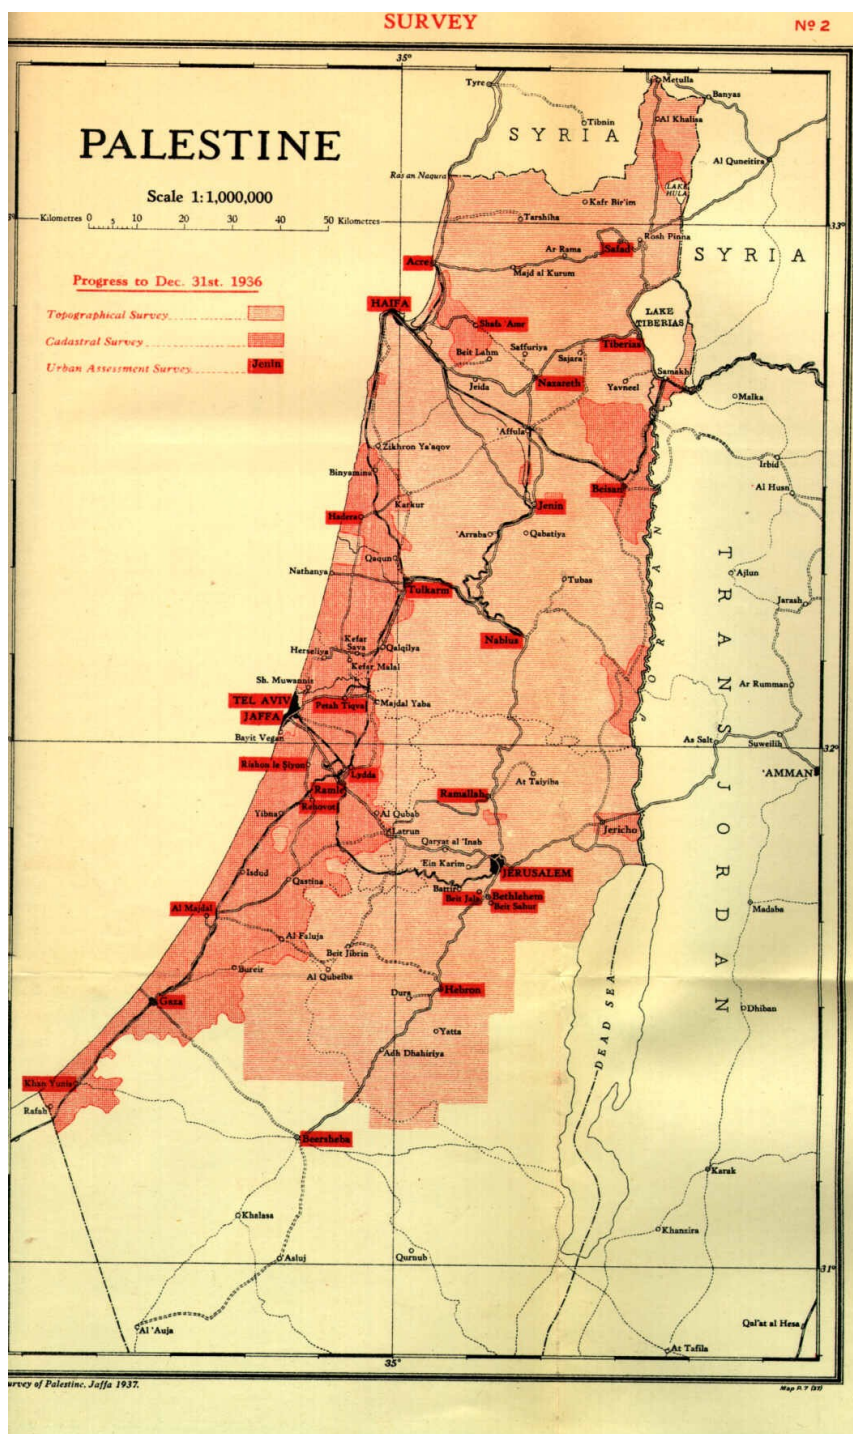 SURVEY
Nº 2
35°
PALESTINE
Scale 1:1,000,000
Kilometres 0 5 10 20 30 40 50 Kilometres
33°
Progress to Dec. 31st. 1936
Topographical Survey
Cadastral Survey
Urban Assessment Survey Jenin
Tyre
Metulla
Banyas
Tibnin
SYRIA
Al Khalisa
Al Quneitira
Ras an Naqura
LAKE
HULA
Kafr Bir'im
Tarshiha
Rosh Pinna
Ar Rama
Safad
SYRIA
Acre
Majd al Kurum
HAIFA
LAKE
TIBERIAS
Shafa 'Amr
Tiberias
Saffuriya
Beit Lahm
Sajara
Samakh
Jeida
Nazareth
Yavneel
Malka
'Affula
Zikhron Ya'aqov
Irbid
Binyamina
Beisan
Al Husn
Karkur
Jenin
Hadera
'Arraba
Qabatiya
Qaqun
Nathanya
Tubas
'Ajlun
Tulkarm
Jarash
JORDAN
TRANSJORDAN
Nablus
Kefar
Sava
Herseliya
Qalqilya
Kefar Malal
Sh. Muwannis
Ar Rumman
TEL AVIV
Petah Tiqva
Majdal Yaba
JAFFA
Bayit Vegan
As Salt
Suweilih
32°
Rishon le Siyon
Lydda
At Taiyiba
'AMMAN
Ramle
Ramallah
Rehovot
Yibna
Al Qubab
Latrun
Jericho
Qaryat al 'Inab
'Ein Karim
JERUSALEM
Isdud
Qastina
Battir
Beit Jala
Bethlehem
Beit Sahur
Al Majdal
Madaba
Al Faluja
Beit Jibrin
Bureir
Al Qubeiba
DEAD SEA
Dura
Hebron
Gaza
Dhiban
Yatta
Adh Dhahiriya
Khan Yunis
Rafah
Beersheba
Karak
Khalasa
Khanzira
'Asluj
Qurnub
31°
Al 'Auja
Qal'at al Hesa
At Tafila
35°
urvey of Palestine. Jaffa 1937.
Map P. 7 (37)